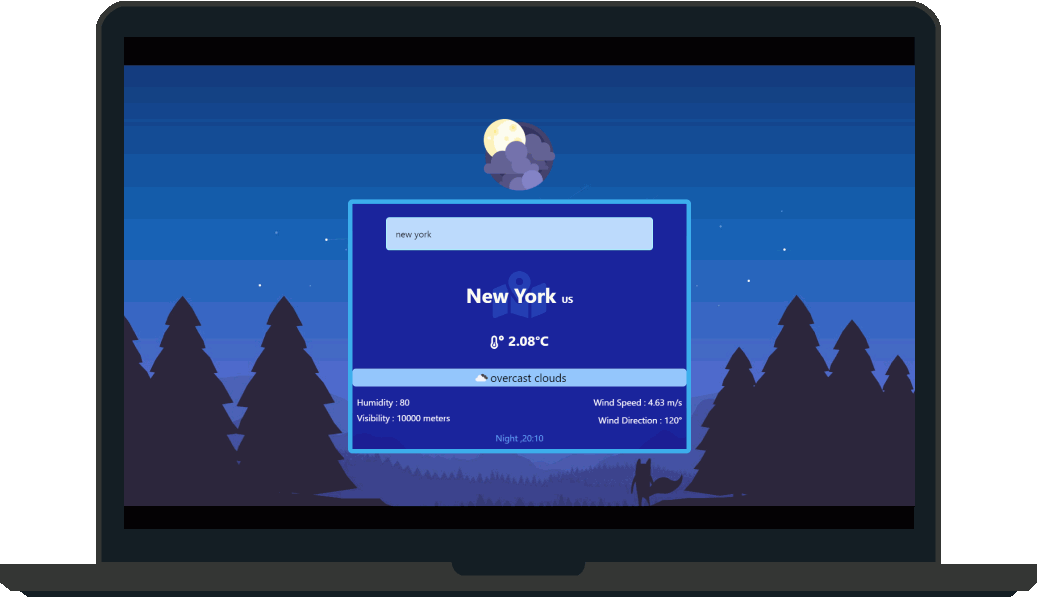 new york
New York US
2.08°C
overcast clouds
Humidity : 80
Wind Speed : 4.63 m/s
Visibility : 10000 meters
Wind Direction : 120°
Night ,20:10